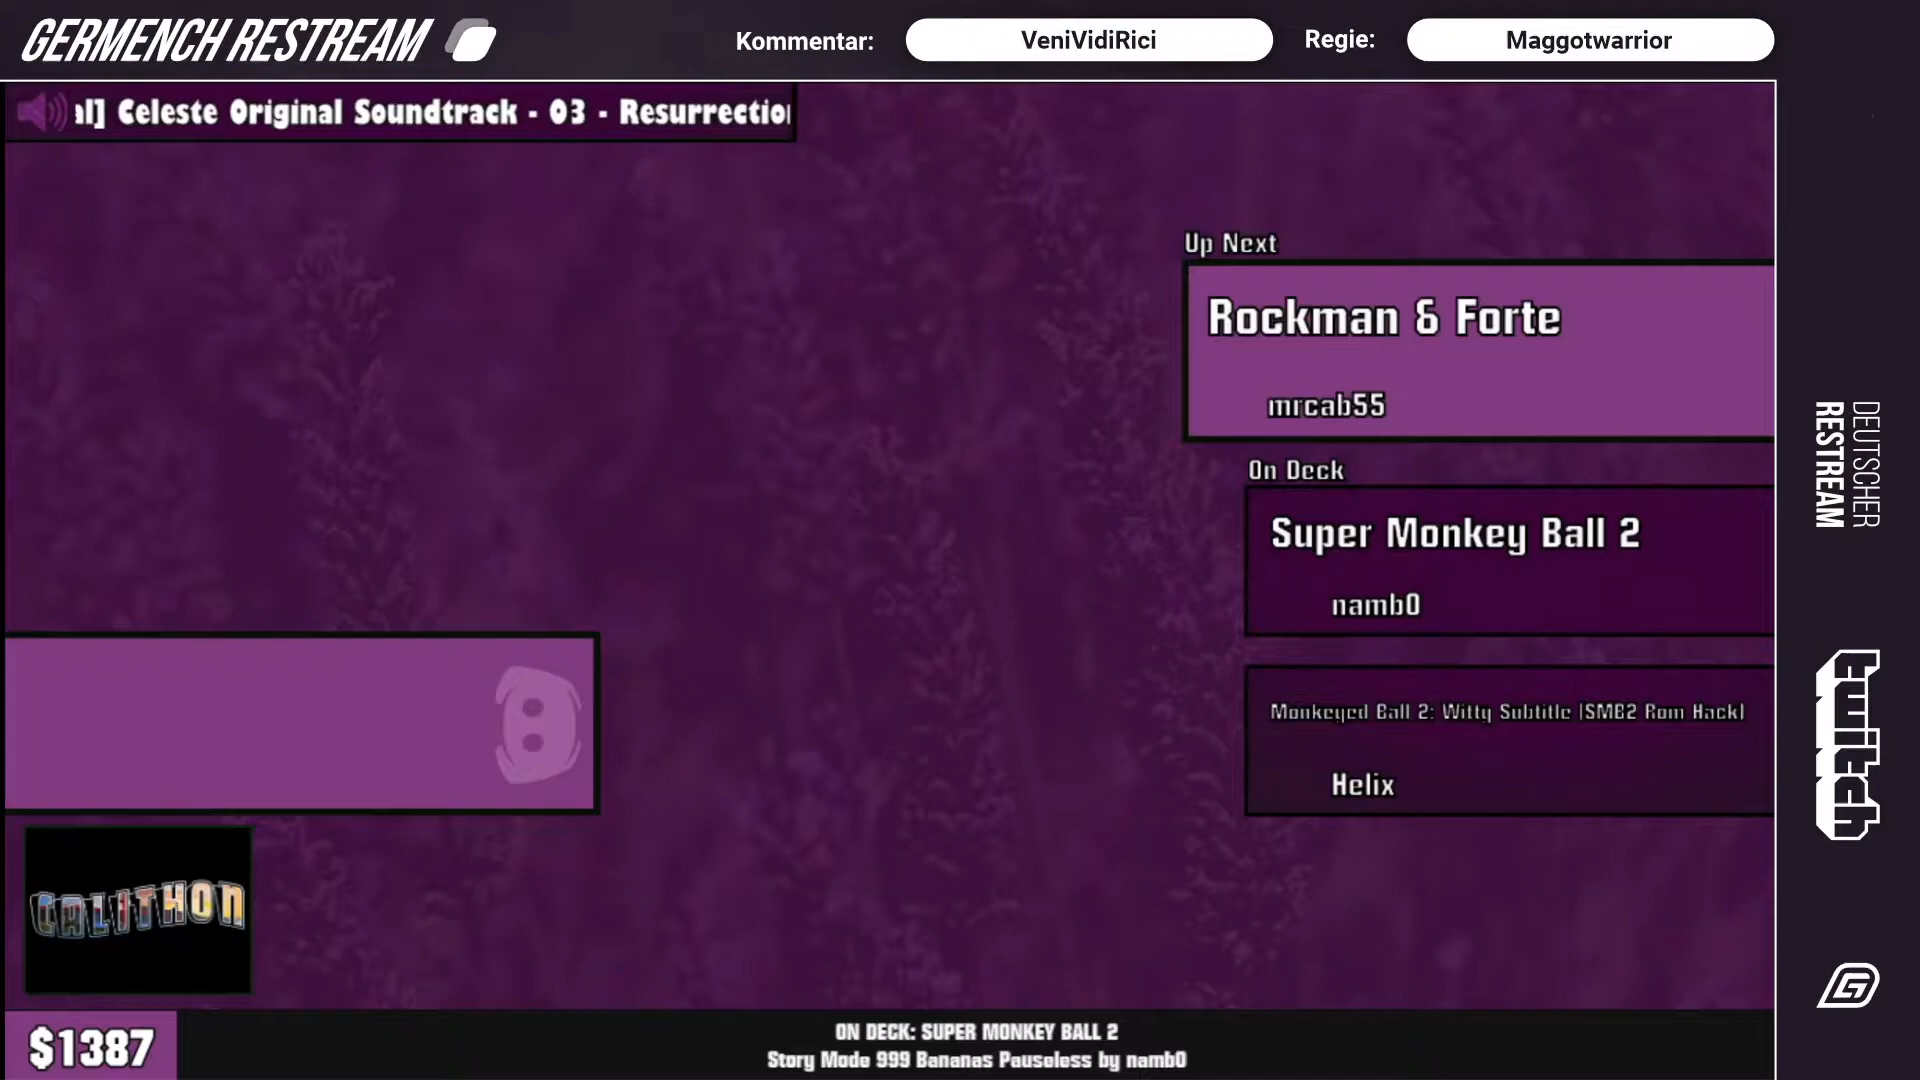 GERMENCH RESTREAM
Kommentar:
VeniVidiRici
Regie:
Maggotwarrior
al] Celeste Original Soundtrack - 03 - Resurrection
Up Next
Rockman & Forte
mrcab55
On Deck
Super Monkey Ball 2
namb0
Monkeyed Ball 2: Witty Subtitle (SMB2 Rom Hack)
Helix
CALITHON
$1387
ON DECK: SUPER MONKEY BALL 2
Story Mode 999 Bananas Pauseless by namb0
DEUTSCHER
RESTREAM
twitch